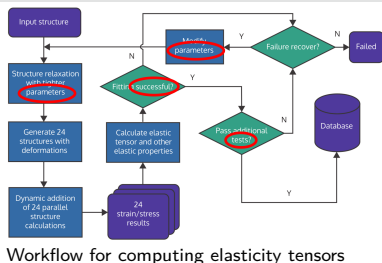 Input structure
Structure relaxation
with tighter
parameters
Generate 24
structures with
deformations
Dynamic addition
of 24 parallel
structure
calculations
24
strain/stress
results
Calculate elastic
tensor and other
elastic properties
Fitting successful?
N
Y
Modify
parameters
Y
Failure recover?
N
Failed
Pass additional
tests?
N
Y
Database
Workflow for computing elasticity tensors